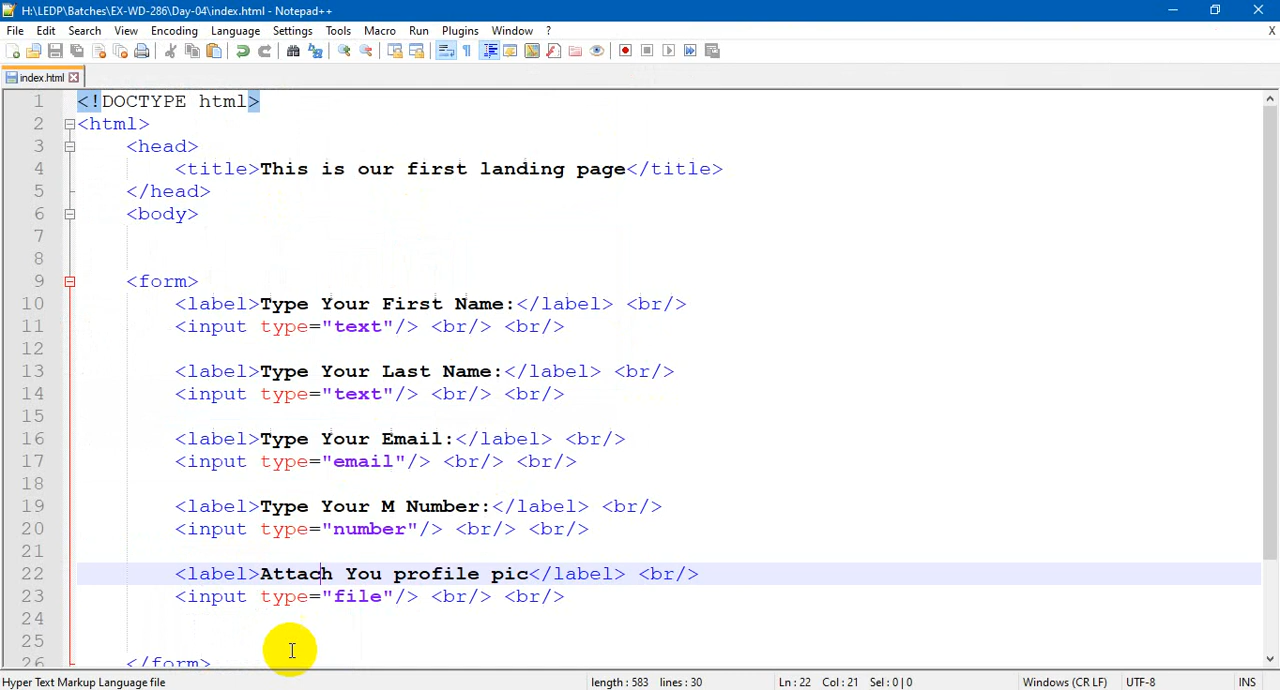 H:\LEDP\Batches\EX-WD-286\Day-04\index.html - Notepad++
File Edit Search View Encoding Language Settings Tools Macro Run Plugins Window ? X
index.html
1 <!DOCTYPE html>
2 <html>
3 <head>
4 <title>This is our first landing page</title>
5 </head>
6 <body>
7
8
9 <form>
10 <label>Type Your First Name:</label> <br/>
11 <input type="text"/> <br/> <br/>
12
13 <label>Type Your Last Name:</label> <br/>
14 <input type="text"/> <br/> <br/>
15
16 <label>Type Your Email:</label> <br/>
17 <input type="email"/> <br/> <br/>
18
19 <label>Type Your M Number:</label> <br/>
20 <input type="number"/> <br/> <br/>
21
22 <label>Attach You profile pic</label> <br/>
23 <input type="file"/> <br/> <br/>
24
25
26 </form>
Hyper Text Markup Language file length : 583 lines : 30 Ln : 22 Col : 21 Sel : 0 | 0 Windows (CR LF) UTF-8 INS